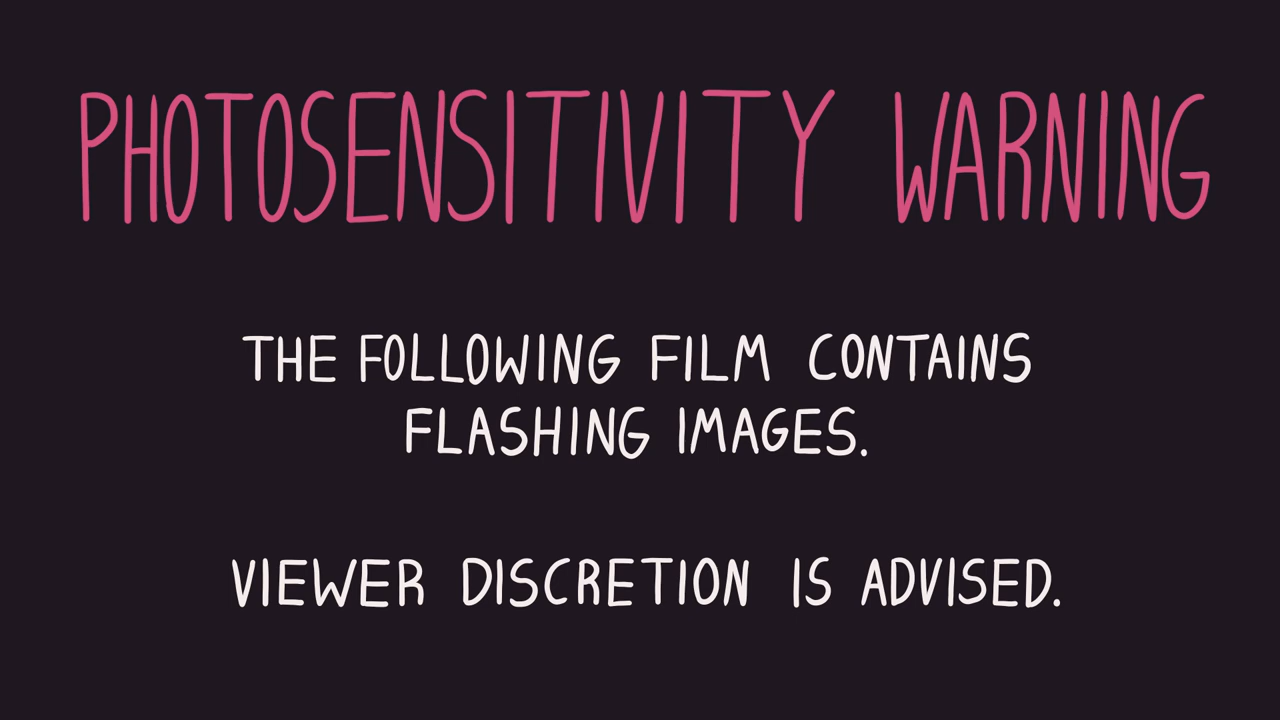 PHOTOSENSITIVITY WARNING
THE FOLLOWING FILM CONTAINS
FLASHING IMAGES.
VIEWER DISCRETION IS ADVISED.